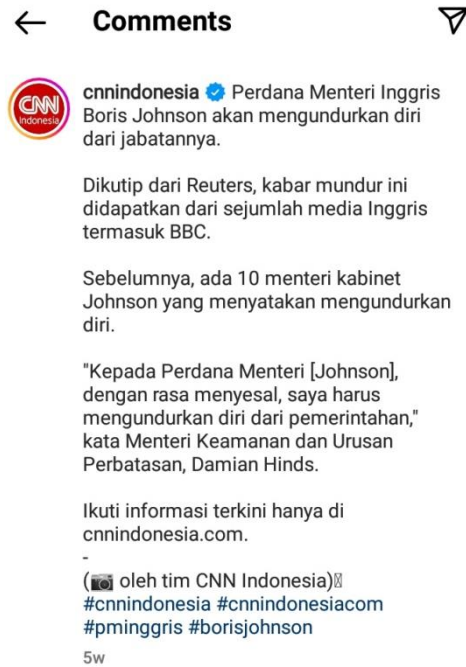 Comments
CNN
Indonesia
cnnindonesia Perdana Menteri Inggris
Boris Johnson akan mengundurkan diri
dari jabatannya.
Dikutip dari Reuters, kabar mundur ini
didapatkan dari sejumlah media Inggris
termasuk BBC.
Sebelumnya, ada 10 menteri kabinet
Johnson yang menyatakan mengundurkan
diri.
"Kepada Perdana Menteri [Johnson],
dengan rasa menyesal, saya harus
mengundurkan diri dari pemerintahan,"
kata Menteri Keamanan dan Urusan
Perbatasan, Damian Hinds.
Ikuti informasi terkini hanya di
cnnindonesia.com.
-
(📷 oleh tim CNN Indonesia)
#cnnindonesia #cnnindonesiacom
#pminggris #borisjohnson
5w